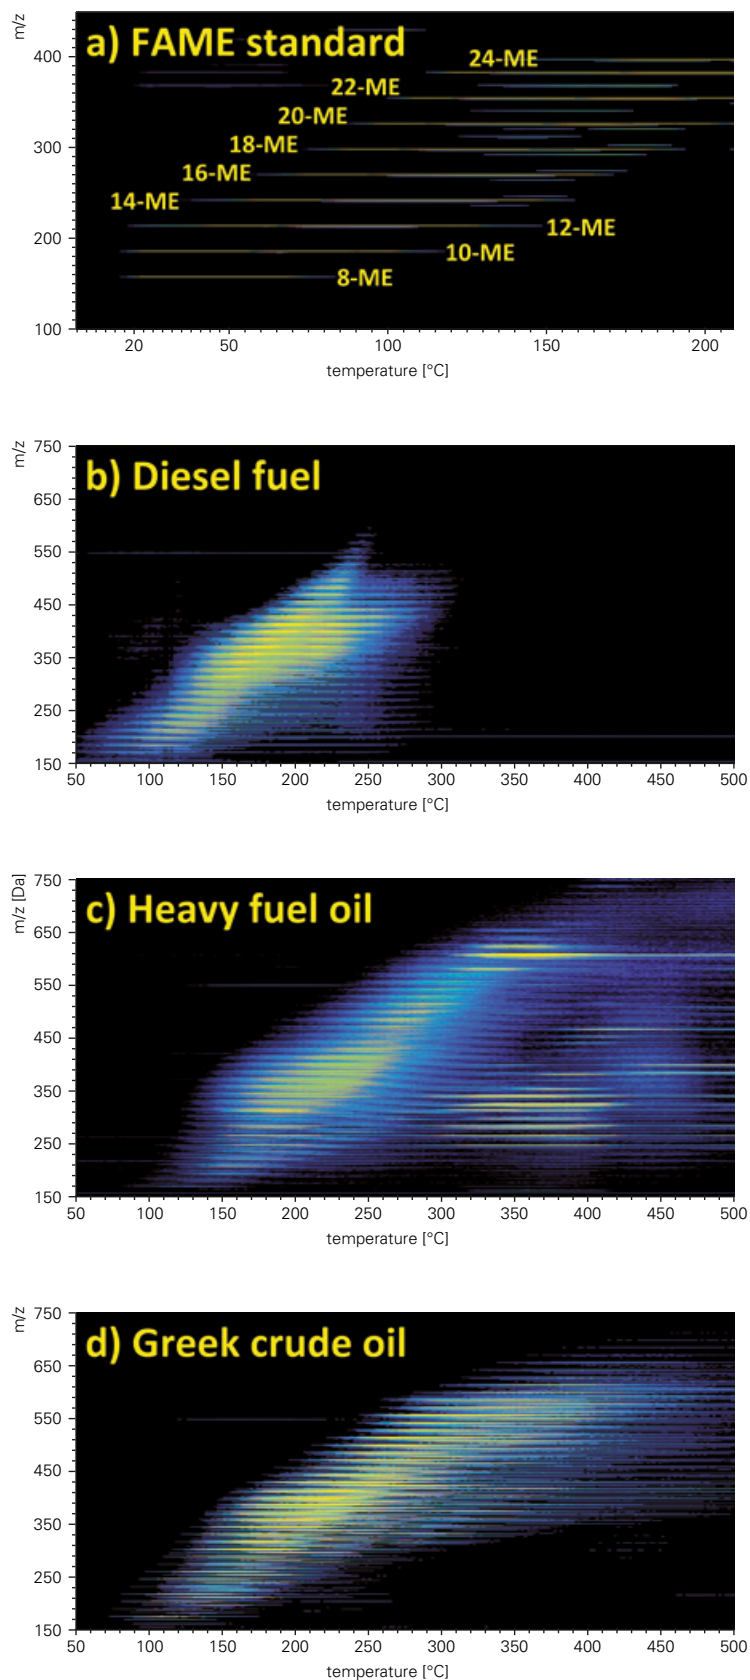 m/z
a) FAME standard
24-ME
400
22-ME
20-ME
300
18-ME
16-ME
14-ME
12-ME
200
10-ME
8-ME
100
20 50 100 150 200
temperature [°C]
m/z
750
b) Diesel fuel
650
550
450
350
250
150
50 100 150 200 250 300 350 400 450 500
temperature [°C]
m/z [Da]
750
c) Heavy fuel oil
650
550
450
350
250
150
50 100 150 200 250 300 350 400 450 500
temperature [°C]
m/z
750
d) Greek crude oil
650
550
450
350
250
150
50 100 150 200 250 300 350 400 450 500
temperature [°C]